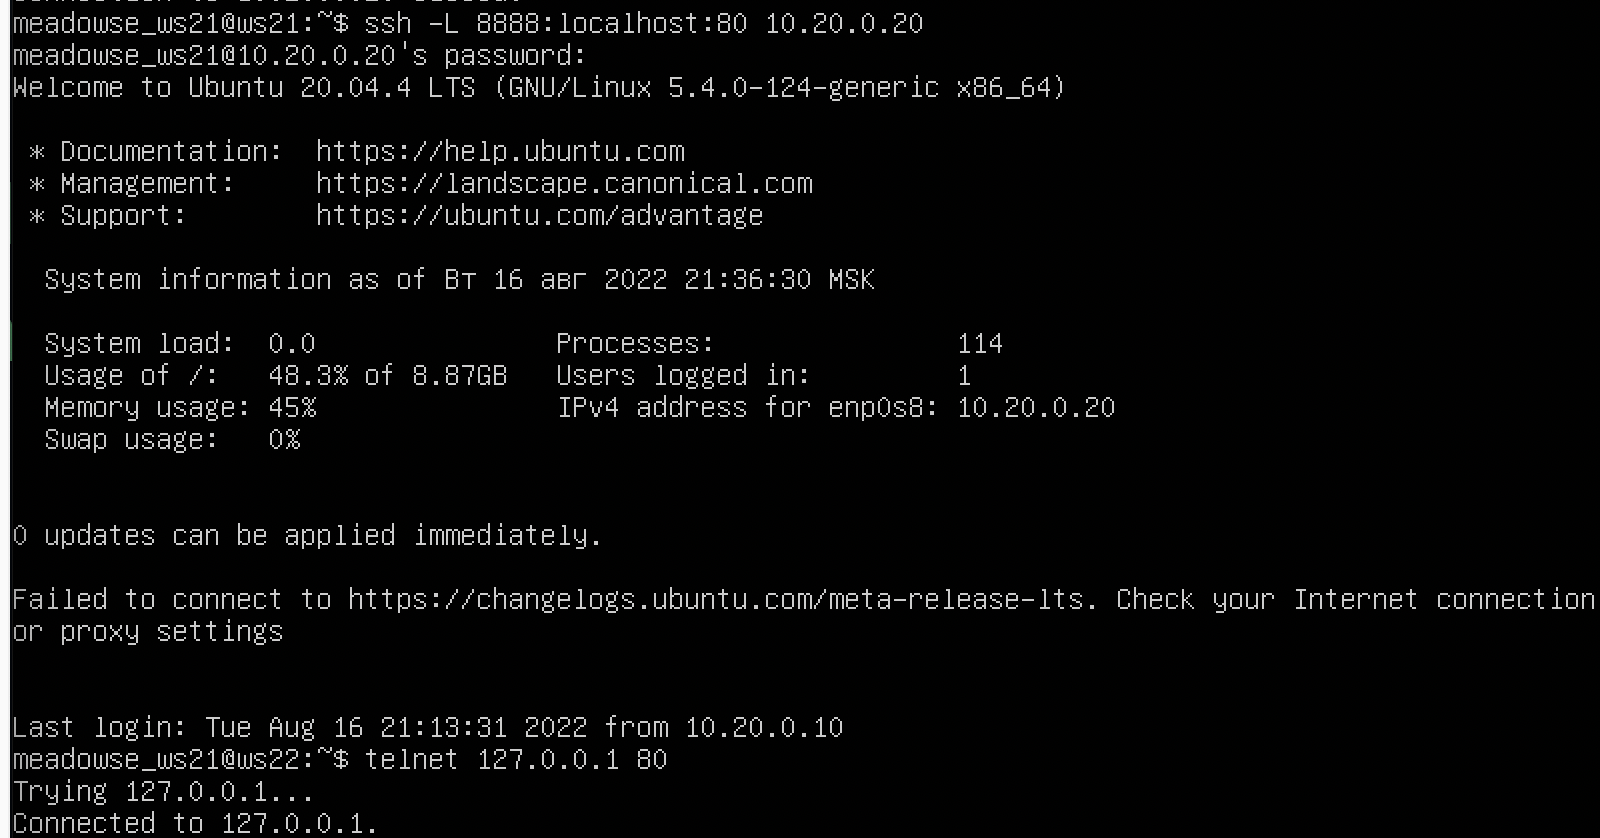 meadowse_ws21@ws21:~$ ssh -L 8888:localhost:80 10.20.0.20
meadowse_ws21@10.20.0.20's password:
Welcome to Ubuntu 20.04.4 LTS (GNU/Linux 5.4.0-124-generic x86_64)
* Documentation: https://help.ubuntu.com
* Management: https://landscape.canonical.com
* Support: https://ubuntu.com/advantage
System information as of Вт 16 авг 2022 21:36:30 MSK
System load: 0.0 Processes: 114
Usage of /: 48.3% of 8.87GB Users logged in: 1
Memory usage: 45% IPv4 address for enp0s8: 10.20.0.20
Swap usage: 0%
0 updates can be applied immediately.
Failed to connect to https://changelogs.ubuntu.com/meta-release-lts. Check your Internet connection
or proxy settings
Last login: Tue Aug 16 21:13:31 2022 from 10.20.0.10
meadowse_ws21@ws22:~$ telnet 127.0.0.1 80
Trying 127.0.0.1...
Connected to 127.0.0.1.